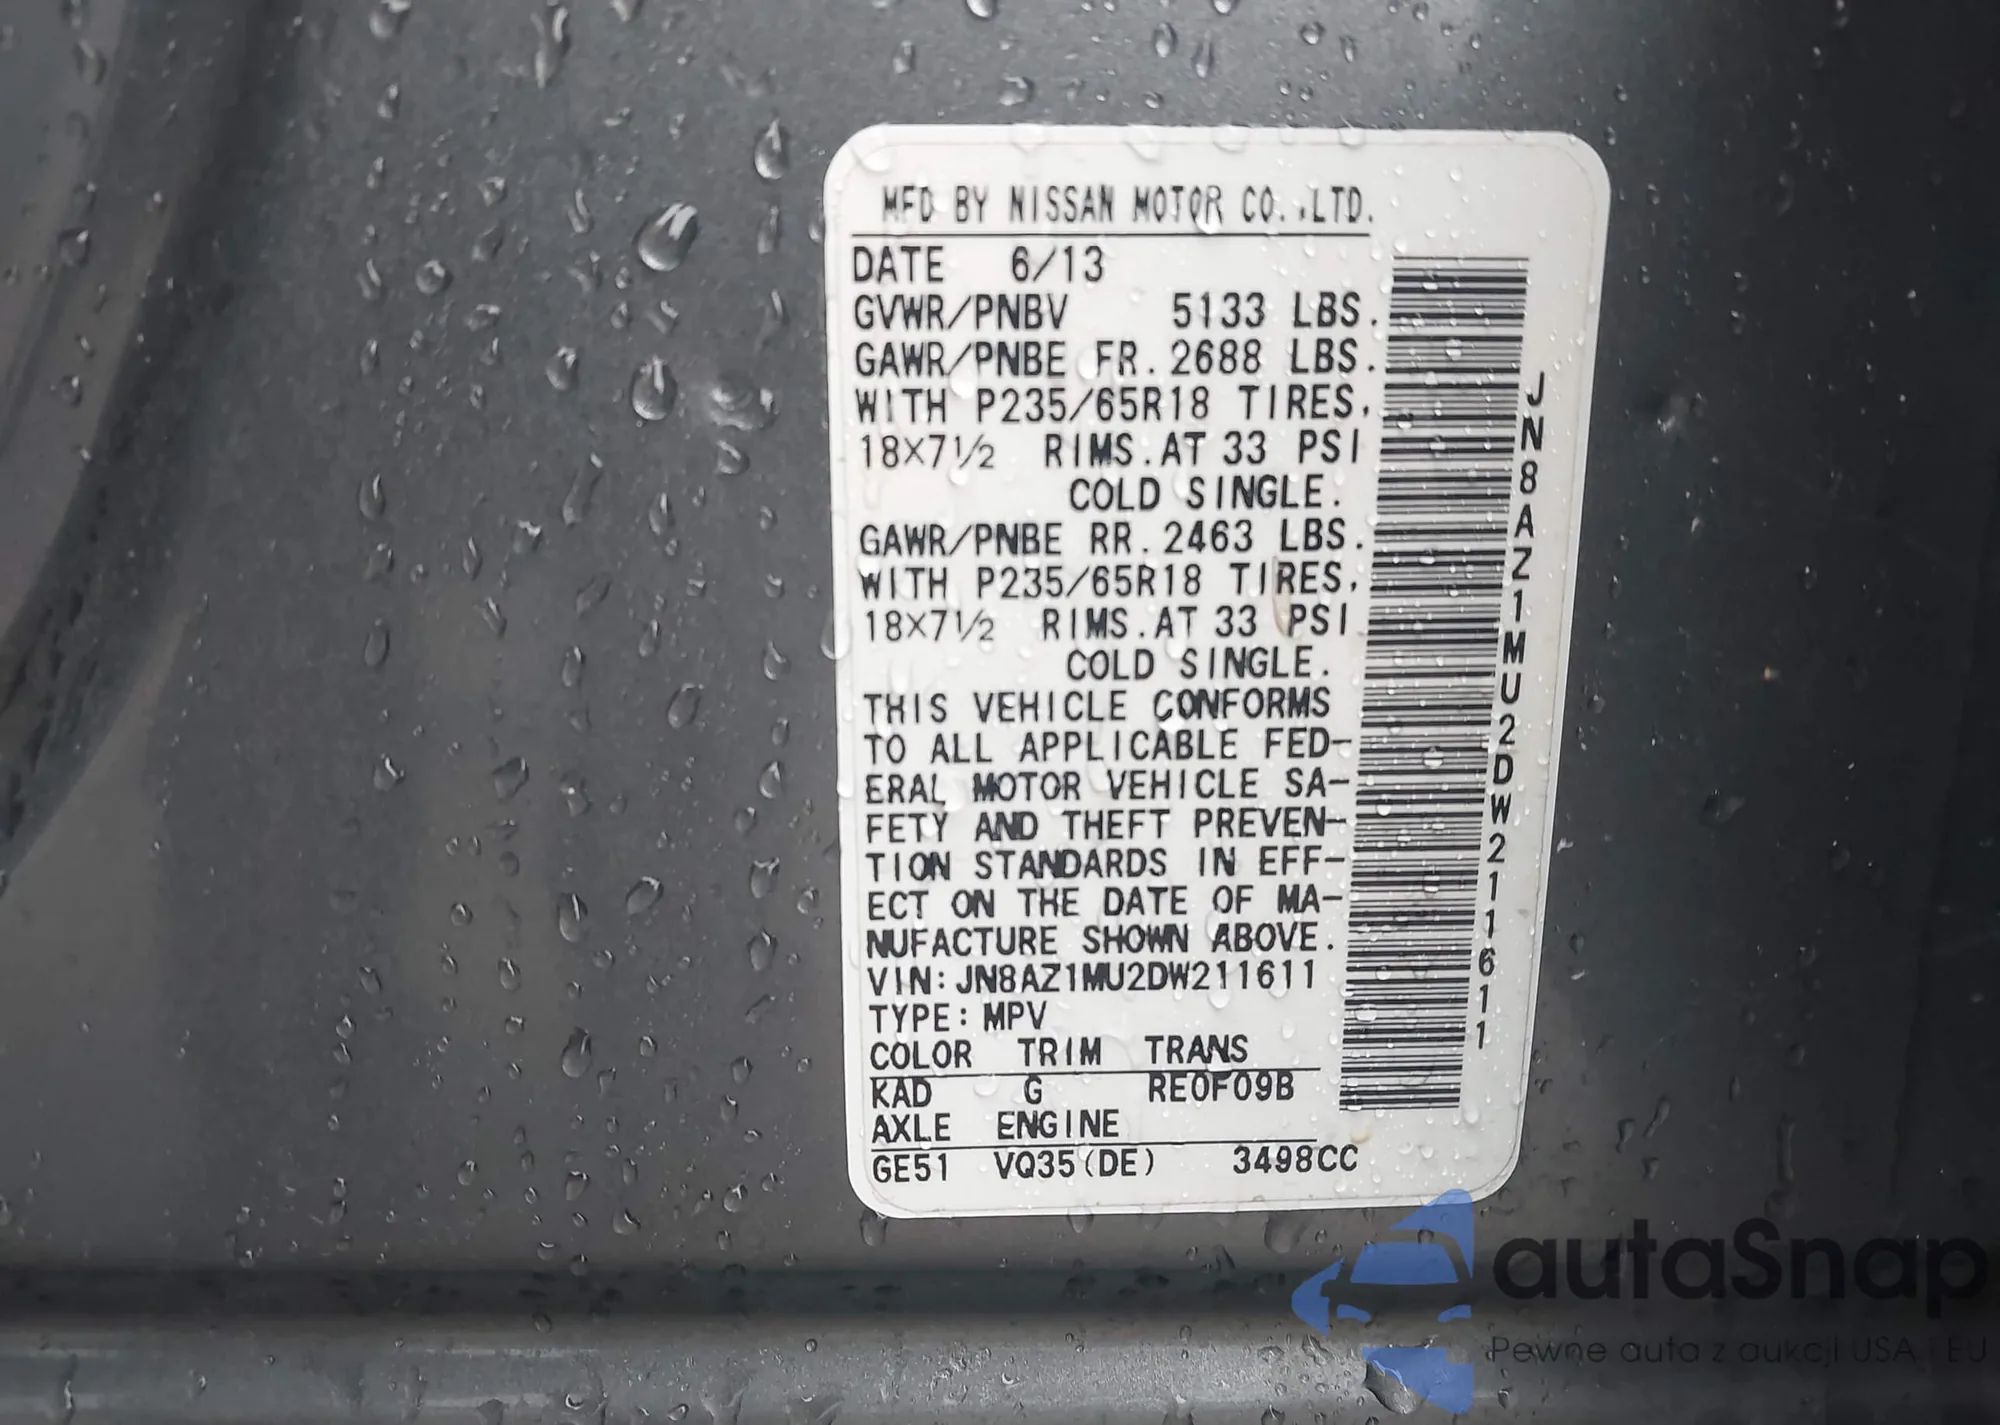 MFD BY NISSAN MOTOR CO.,LTD.
DATE 6/13
GVWR/PNBV 5133 LBS.
GAWR/PNBE FR. 2688 LBS.
WITH P235/65R18 TIRES,
18×7½ RIMS.AT 33 PSI
COLD SINGLE.
GAWR/PNBE RR. 2463 LBS.
WITH P235/65R18 TIRES,
18×7½ RIMS.AT 33 PSI
COLD SINGLE.
THIS VEHICLE CONFORMS
TO ALL APPLICABLE FED-
ERAL MOTOR VEHICLE SA-
FETY AND THEFT PREVEN-
TION STANDARDS IN EFF-
ECT ON THE DATE OF MA-
NUFACTURE SHOWN ABOVE.
VIN:JN8AZ1MU2DW211611
TYPE:MPV
COLOR TRIM TRANS
KAD G RE0F09B
AXLE ENGINE
GE51 VQ35(DE) 3498CC
JN8AZ1MU2DW211611
autaSnap
Pewne auta z aukcji USA i EU